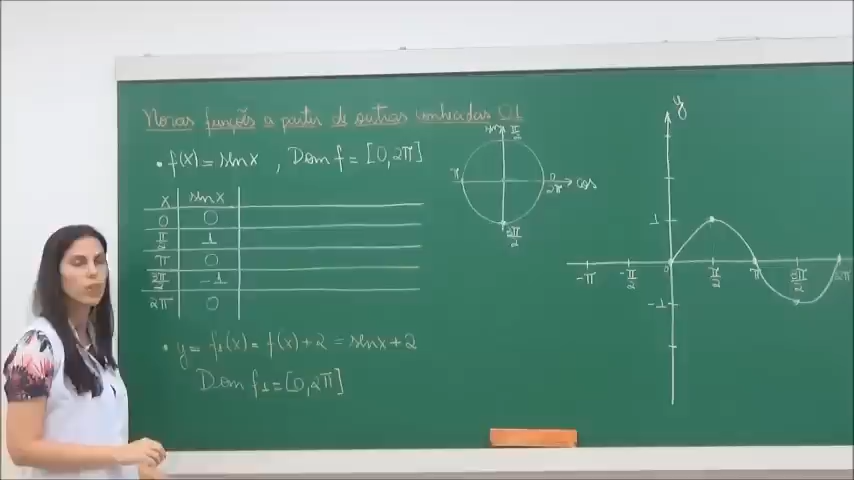 Novas funções a partir de outras conhecidas 01
• f(x) = sen x , Dom f = [0, 2π]
x sen x
0 0
π/2 1
π 0
3π/2 -1
2π 0
• y = f₁(x) = f(x) + 2 = sen x + 2
Dom f₁ = [0, 2π]
sen π/2
π 0 cos
2π
3π/2
y
1
-π -π/2 0 π/2 π 3π/2 2π
-1